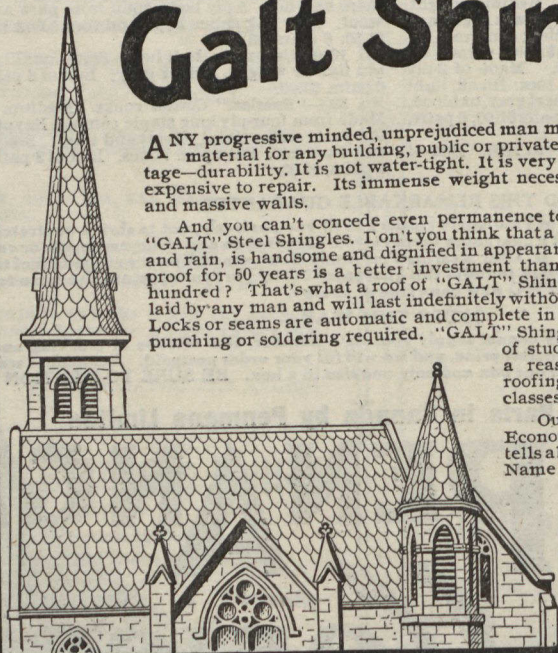 Galt Shin
ANY progressive minded, unprejudiced man m
material for any building, public or private
tage—durability. It is not water-tight. It is very
expensive to repair. Its immense weight neces
and massive walls.
And you can't concede even permanence to
"GALT" Steel Shingles. Don't you think that a
and rain, is handsome and dignified in appearan
proof for 50 years is a better investment than
hundred? That's what a roof of "GALT" Shin
laid by any man and will last indefinitely witho
Locks or seams are automatic and complete in
punching or soldering required. "GALT" Shing
of stuc
a reas
roofing
classes
Ou
Econo
tells al
Name